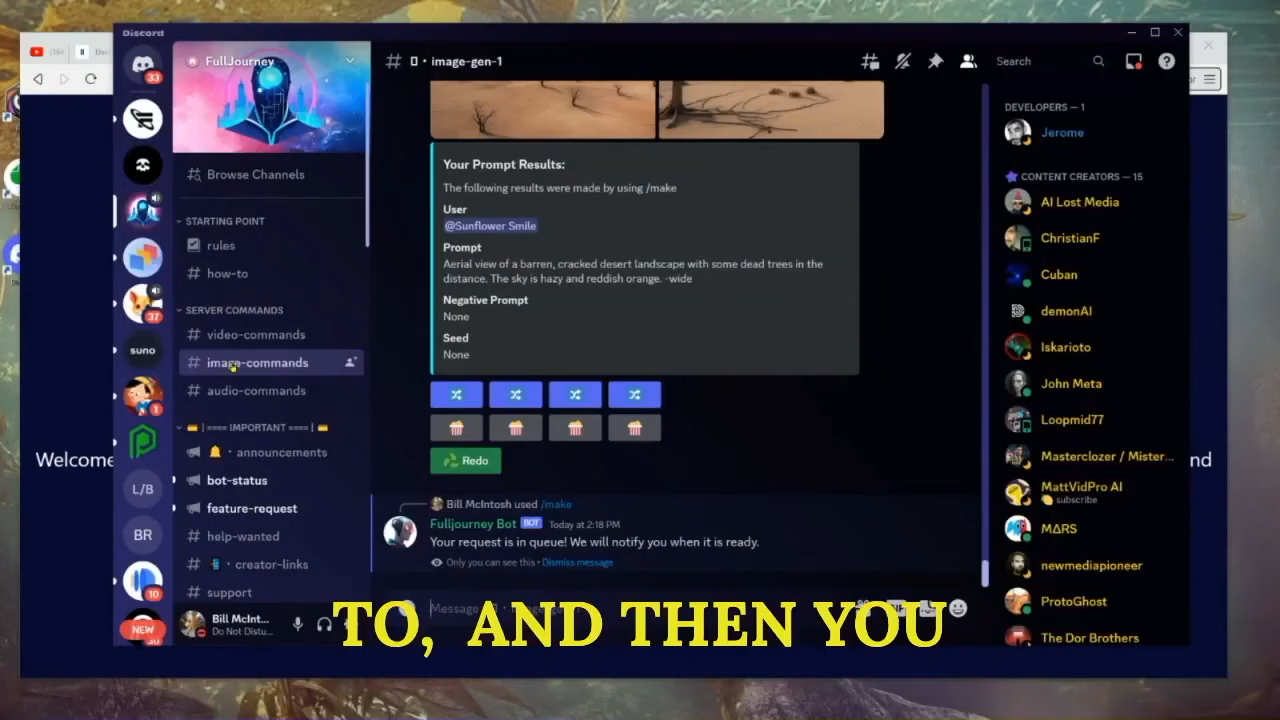 Discord
FullJourney
image-gen-1
Search
33
Browse Channels
STARTING POINT
rules
how-to
SERVER COMMANDS
video-commands
image-commands
audio-commands
| ==== IMPORTANT ==== |
announcements
bot-status
feature-request
help-wanted
creator-links
support
37
suno
1
L/B
BR
10
NEW
Bill McInt...
Do Not Distu...
Welcome
Your Prompt Results:
The following results were made by using /make
User
@Sunflower Smile
Prompt
Aerial view of a barren, cracked desert landscape with some dead trees in the
distance. The sky is hazy and reddish orange. -wide
Negative Prompt
None
Seed
None
Redo
Bill McIntosh used /make
Fulljourney Bot BOT Today at 2:18 PM
Your request is in queue! We will notify you when it is ready.
Only you can see this • Dismiss message
TO, AND THEN YOU
DEVELOPERS — 1
Jerome
CONTENT CREATORS — 15
AI Lost Media
ChristianF
Cuban
demonAI
Iskarioto
John Meta
Loopmid77
Masterclozer / Mister...
MattVidPro AI
subscribe
MΔRS
newmediapioneer
ProtoGhost
The Dor Brothers
nd